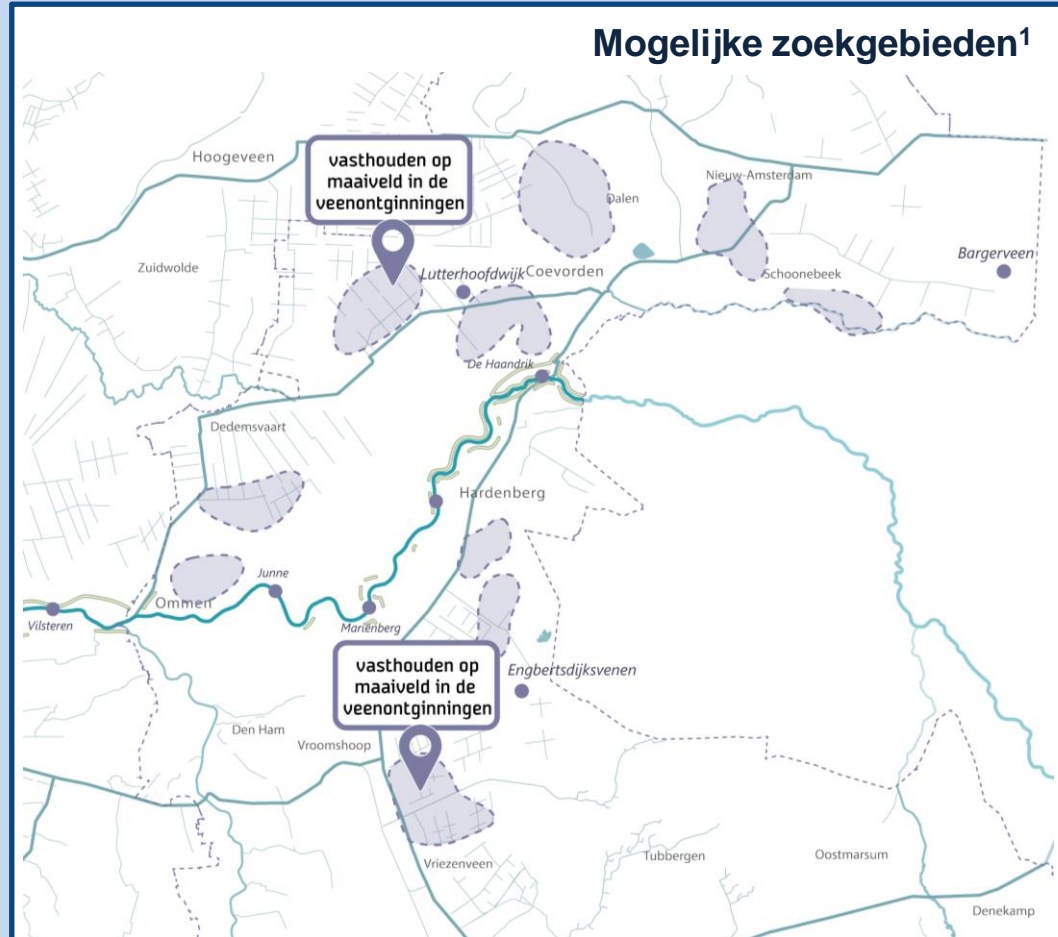 Mogelijke zoekgebieden¹
Hoogeveen
vasthouden op
maaiveld in de
veenontginningen
Nieuw-Amsterdam
Dalen
Zuidwolde
Lutterhoofdwijk
Coevorden
Bargerveen
Schoonebeek
De Haandrik
Dedemsvaart
Hardenberg
Junne
Ommen
Vilsteren
Mariënberg
vasthouden op
maaiveld in de
veenontginningen
Engbertsdijksvenen
Den Ham
Vroomshoop
Vriezenveen
Tubbergen
Oostmarsum
Denekamp